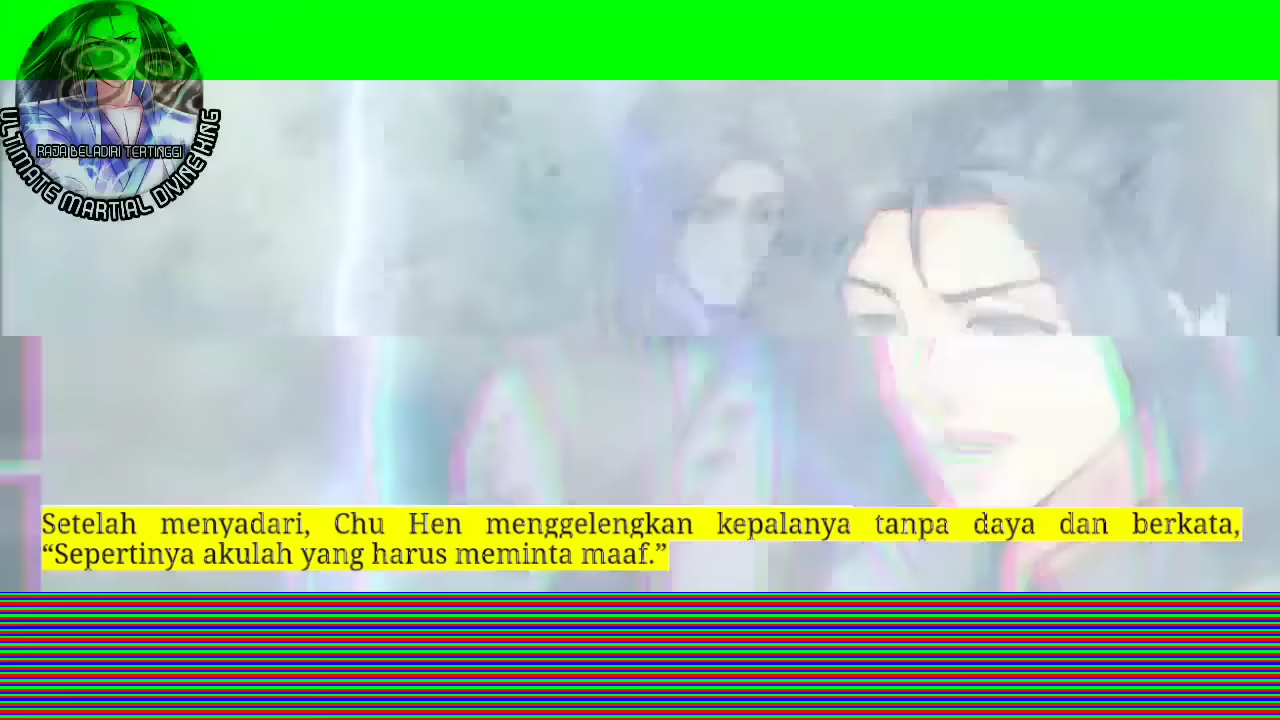 RAJA BELADIRI TERTINGGI
ULTIMATE MARTIAL DIVINE KING
Setelah menyadari, Chu Hen menggelengkan kepalanya tanpa daya dan berkata,
“Sepertinya akulah yang harus meminta maaf.”